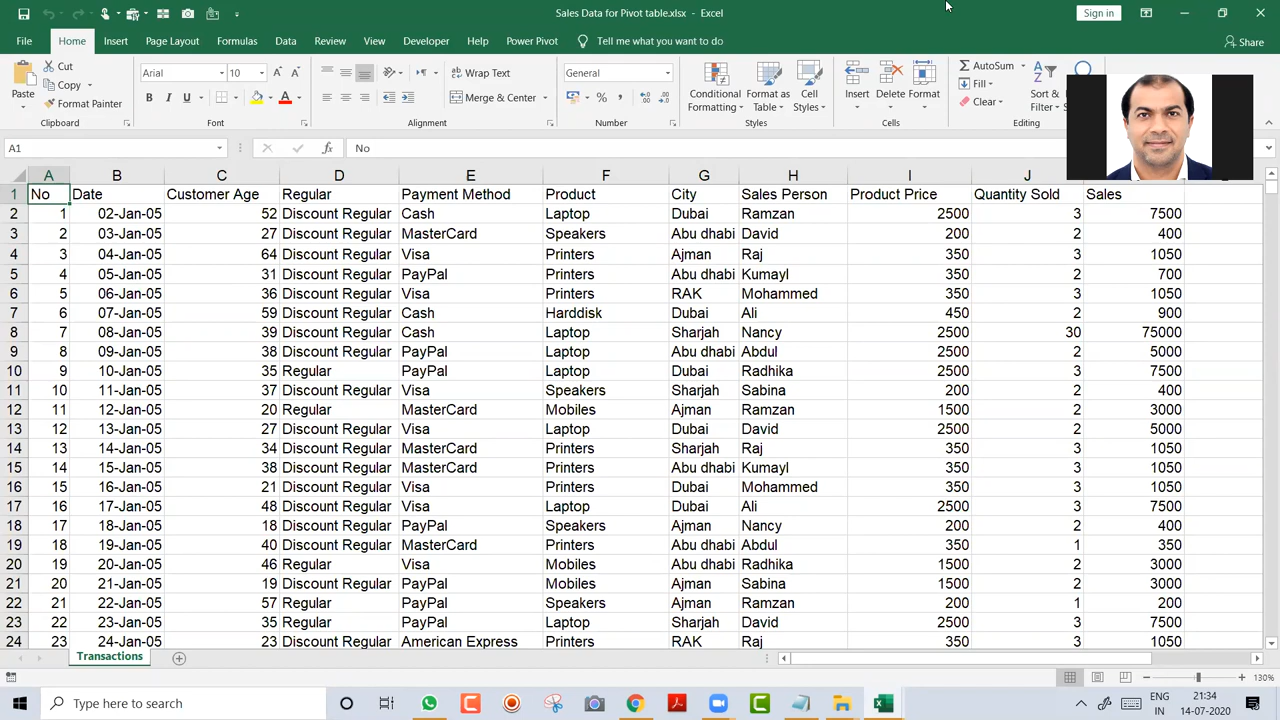 Sales Data for Pivot table.xlsx - Excel
Sign in
File Home Insert Page Layout Formulas Data Review View Developer Help Power Pivot Tell me what you want to do Share
Paste Cut Copy Format Painter Clipboard
Arial 10 A A B I U A Font
Wrap Text Merge & Center Alignment
General % , Number
Conditional Formatting Format as Table Cell Styles Styles
Insert Delete Format Cells
AutoSum Fill Clear Sort & Filter Editing
A1 fx No
A B C D E F G H I J K
1 No Date Customer Age Regular Payment Method Product City Sales Person Product Price Quantity Sold Sales
2 1 02-Jan-05 52 Discount Regular Cash Laptop Dubai Ramzan 2500 3 7500
3 2 03-Jan-05 27 Discount Regular MasterCard Speakers Abu dhabi David 200 2 400
4 3 04-Jan-05 64 Discount Regular Visa Printers Ajman Raj 350 3 1050
5 4 05-Jan-05 31 Discount Regular PayPal Printers Abu dhabi Kumayl 350 2 700
6 5 06-Jan-05 36 Discount Regular Visa Printers RAK Mohammed 350 3 1050
7 6 07-Jan-05 59 Discount Regular Cash Harddisk Dubai Ali 450 2 900
8 7 08-Jan-05 39 Discount Regular Cash Laptop Sharjah Nancy 2500 30 75000
9 8 09-Jan-05 38 Discount Regular PayPal Laptop Abu dhabi Abdul 2500 2 5000
10 9 10-Jan-05 35 Regular PayPal Laptop Dubai Radhika 2500 3 7500
11 10 11-Jan-05 37 Discount Regular Visa Speakers Sharjah Sabina 200 2 400
12 11 12-Jan-05 20 Regular MasterCard Mobiles Ajman Ramzan 1500 2 3000
13 12 13-Jan-05 27 Discount Regular Visa Laptop Dubai David 2500 2 5000
14 13 14-Jan-05 34 Discount Regular MasterCard Printers Sharjah Raj 350 3 1050
15 14 15-Jan-05 38 Discount Regular MasterCard Printers Abu dhabi Kumayl 350 3 1050
16 15 16-Jan-05 21 Discount Regular Visa Printers Dubai Mohammed 350 3 1050
17 16 17-Jan-05 48 Discount Regular Visa Laptop Dubai Ali 2500 3 7500
18 17 18-Jan-05 18 Discount Regular PayPal Speakers Ajman Nancy 200 2 400
19 18 19-Jan-05 40 Discount Regular MasterCard Printers Abu dhabi Abdul 350 1 350
20 19 20-Jan-05 46 Regular Visa Mobiles Abu dhabi Radhika 1500 2 3000
21 20 21-Jan-05 19 Discount Regular PayPal Mobiles Ajman Sabina 1500 2 3000
22 21 22-Jan-05 57 Regular PayPal Speakers Ajman Ramzan 200 1 200
23 22 23-Jan-05 35 Regular PayPal Laptop Sharjah David 2500 3 7500
24 23 24-Jan-05 23 Discount Regular American Express Printers RAK Raj 350 3 1050
Transactions
130%
Type here to search
ENG IN
21:34
14-07-2020